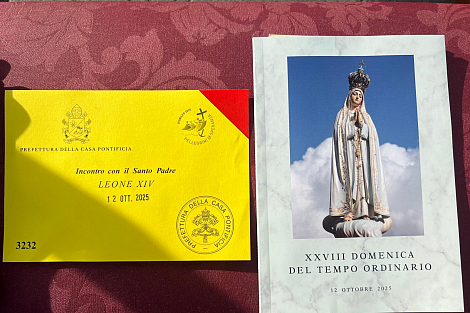 PREFETTURA DELLA CASA PONTIFICIA
Incontro con il Santo Padre
LEONE XIV
12 OTT. 2025
PREFETTURA DELLA CASA PONTIFICIA
3232
XXVIII DOMENICA
DEL TEMPO ORDINARIO
12 OTTOBRE 2025